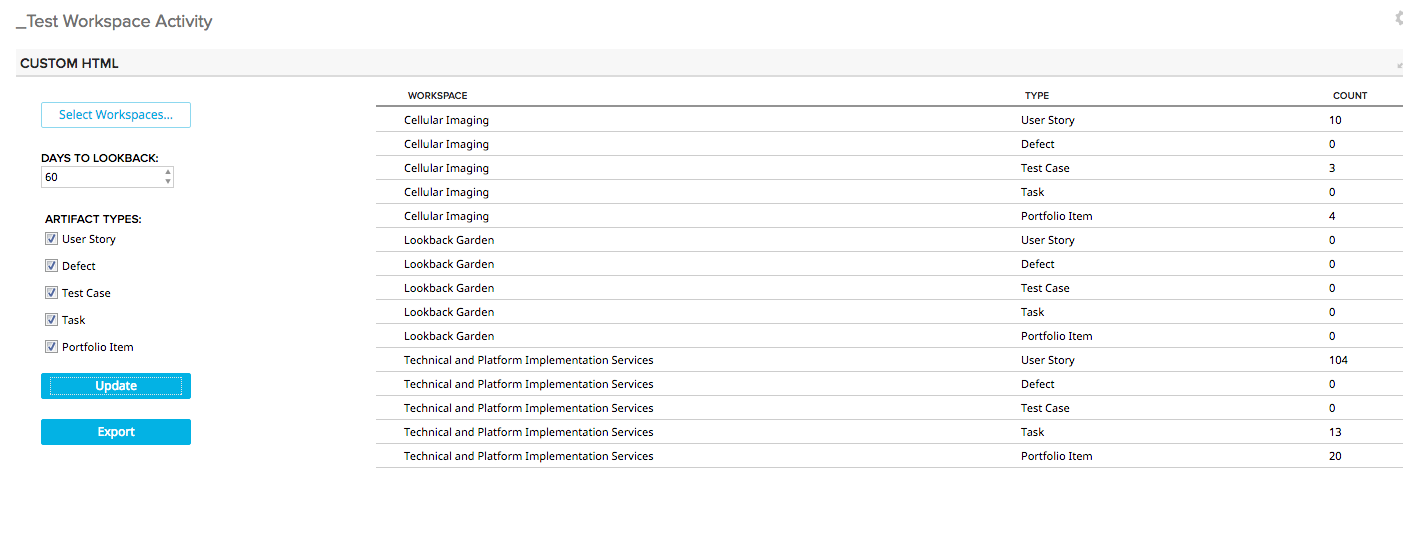 _Test Workspace Activity
CUSTOM HTML
Select Workspaces...
DAYS TO LOOKBACK:
60
ARTIFACT TYPES:
User Story
Defect
Test Case
Task
Portfolio Item
Update
Export
WORKSPACE TYPE COUNT
Cellular Imaging User Story 10
Cellular Imaging Defect 0
Cellular Imaging Test Case 3
Cellular Imaging Task 0
Cellular Imaging Portfolio Item 4
Lookback Garden User Story 0
Lookback Garden Defect 0
Lookback Garden Test Case 0
Lookback Garden Task 0
Lookback Garden Portfolio Item 0
Technical and Platform Implementation Services User Story 104
Technical and Platform Implementation Services Defect 0
Technical and Platform Implementation Services Test Case 0
Technical and Platform Implementation Services Task 13
Technical and Platform Implementation Services Portfolio Item 20